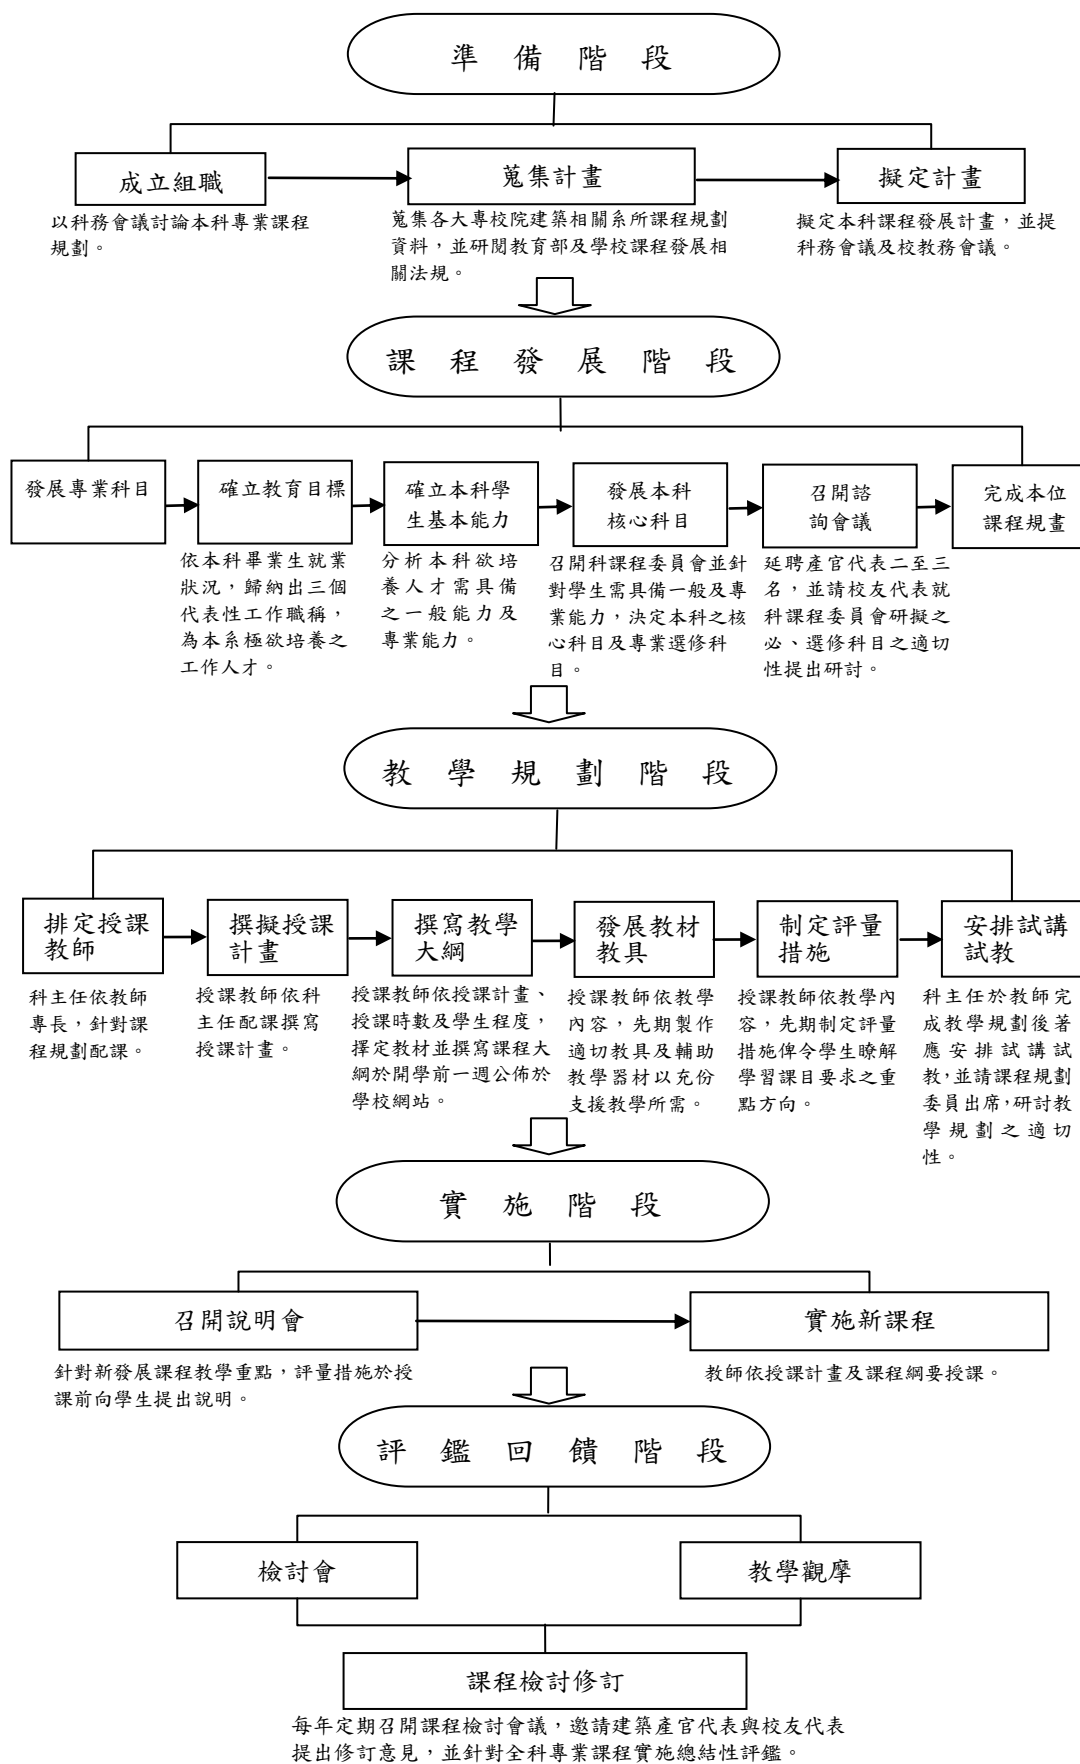 準備階段
成立組職
蒐集計畫
擬定計畫
以科務會議討論本科專業課程
規劃。
蒐集各大專校院建築相關系所課程規劃
資料，並研閱教育部及學校課程發展相
關法規。
擬定本科課程發展計畫，並提
科務會議及校教務會議。
課程發展階段
發展專業科目
確立教育目標
確立本科學
生基本能力
發展本科
核心科目
召開諮
詢會議
完成本位
課程規畫
依本科畢業生就業
狀況，歸納出三個
代表性工作職稱，
為本系極欲培養之
工作人才。
分析本科欲培
養人才需具備
之一般能力及
專業能力。
召開科課程委員會並針
對學生需具備一般及專
業能力，決定本科之核
心科目及專業選修科
目。
延聘產官代表二至三
名，並請校友代表就
科課程委員會研擬之
必、選修科目之適切
性提出研討。
教學規劃階段
排定授課
教師
撰擬授課
計畫
撰寫教學
大綱
發展教材
教具
制定評量
措施
安排試講
試教
科主任依教師
專長，針對課
程規劃配課。
授課教師依科
主任配課撰寫
授課計畫。
授課教師依授課計畫、
授課時數及學生程度，
擇定教材並撰寫課程大
綱於開學前一週公佈於
學校網站。
授課教師依教學
內容，先期製作
適切教具及輔助
教學器材以充份
支援教學所需。
授課教師依教學內
容，先期制定評量
措施俾令學生瞭解
學習課目要求之重
點方向。
科主任於教師完
成教學規劃後著
應安排試講試
教，並請課程規劃
委員出席，研討教
學規劃之適切
性。
實施階段
召開說明會
實施新課程
針對新發展課程教學重點，評量措施於授
課前向學生提出說明。
教師依授課計畫及課程綱要授課。
評鑑回饋階段
檢討會
教學觀摩
課程檢討修訂
每年定期召開課程檢討會議，邀請建築產官代表與校友代表
提出修訂意見，並針對全科專業課程實施總結性評鑑。